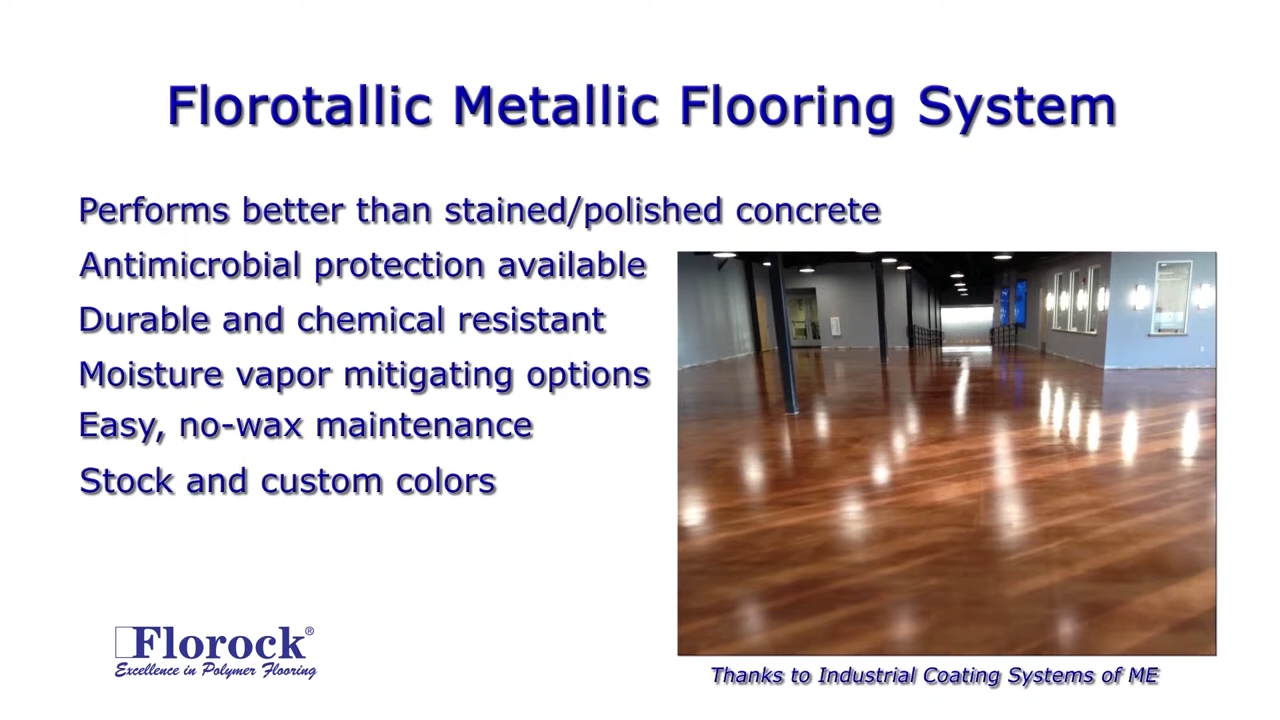 Florotallic Metallic Flooring System
Performs better than stained/polished concrete
Antimicrobial protection available
Durable and chemical resistant
Moisture vapor mitigating options
Easy, no-wax maintenance
Stock and custom colors
Florock®
Excellence in Polymer Flooring
Thanks to Industrial Coating Systems of ME